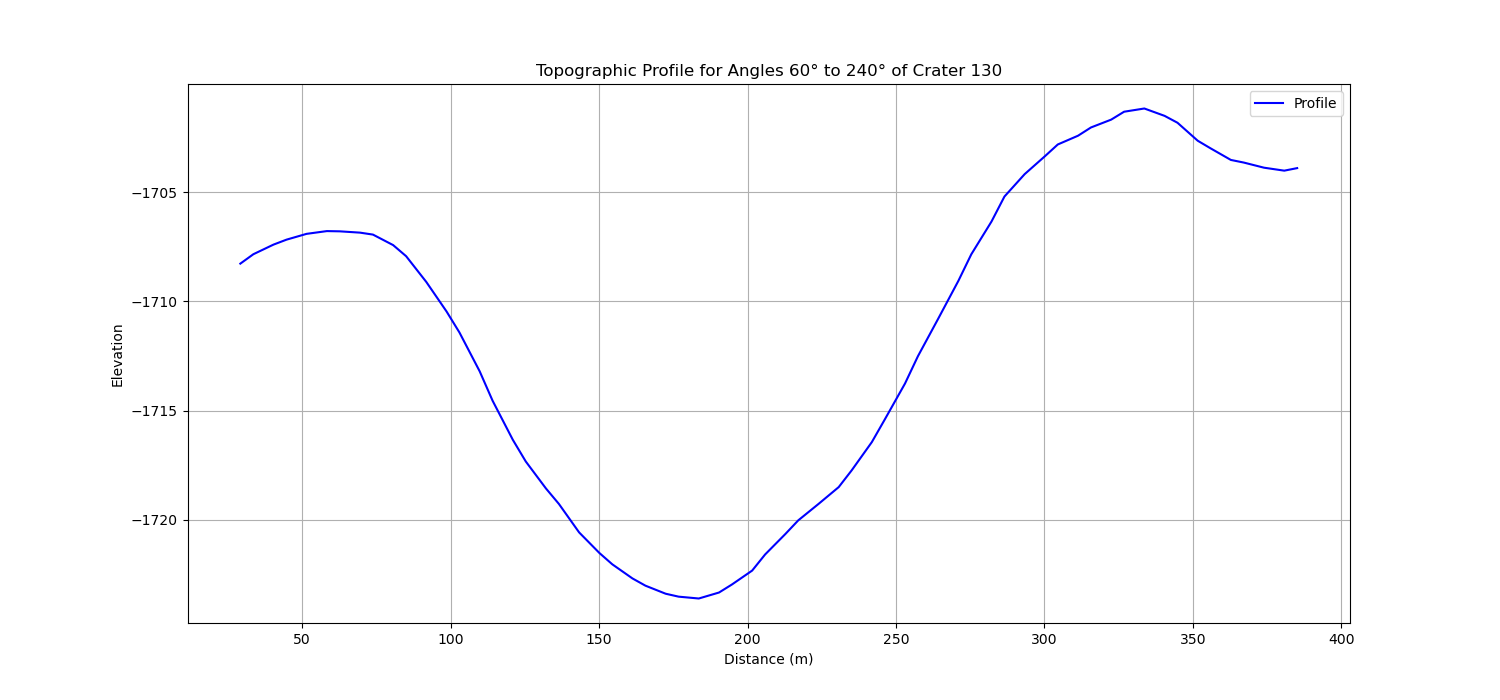 Topographic Profile for Angles 60° to 240° of Crater 130
Profile
−1705
−1710
−1715
−1720
Elevation
50 100 150 200 250 300 350 400
Distance (m)